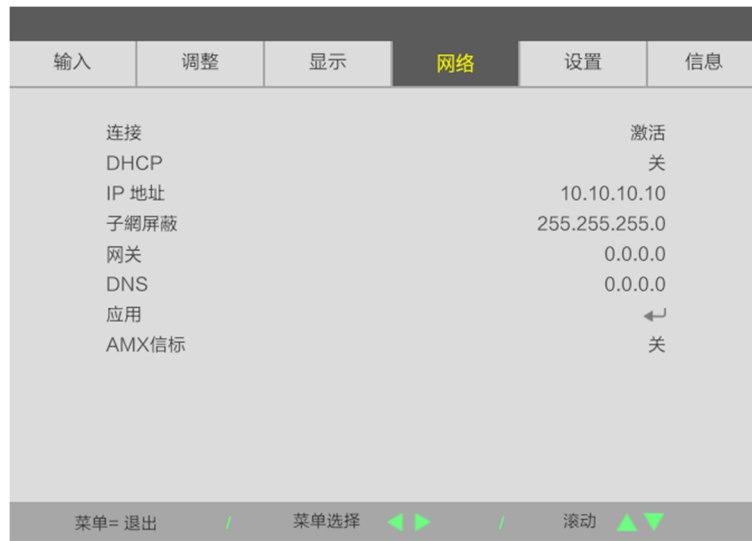 输入 调整 显示 网络 设置 信息
连接 激活
DHCP 关
IP 地址 10.10.10.10
子網屏蔽 255.255.255.0
网关 0.0.0.0
DNS 0.0.0.0
应用
AMX信标 关
菜单= 退出 / 菜单选择 / 滚动